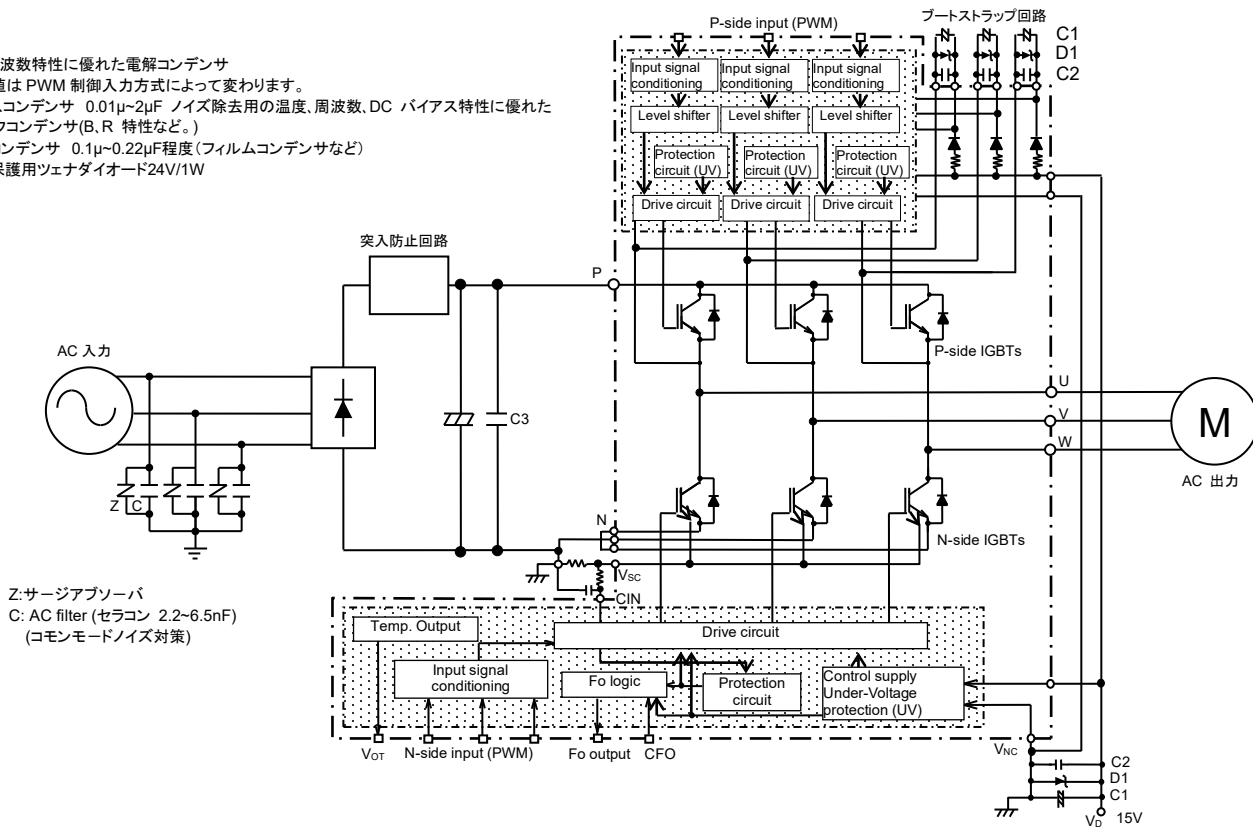 P-side input (PWM)
ブートストラップ回路
C1
D1
C2
波数特性に優れた電解コンデンサ
値は PWM 制御入力方式によって変わります。
コンデンサ 0.01μ~2μF ノイズ除去用の温度、周波数、DC バイアス特性に優れた
コンデンサ(B、R 特性など。)
コンデンサ 0.1μ~0.22μF程度(フィルムコンデンサなど)
保護用ツェナダイオード24V/1W
Input signal conditioning
Input signal conditioning
Input signal conditioning
Level shifter
Level shifter
Level shifter
Protection circuit (UV)
Protection circuit (UV)
Protection circuit (UV)
Drive circuit
Drive circuit
Drive circuit
突入防止回路
P
P-side IGBTs
AC 入力
C3
U
V
W
M
AC 出力
Z
C
N
N-side IGBTs
VSC
CIN
Z:サージアブソーバ
C: AC filter (セラコン 2.2~6.5nF)
(コモンモードノイズ対策)
Temp. Output
Drive circuit
Input signal conditioning
Fo logic
Protection circuit
Control supply
Under-Voltage
protection (UV)
VOT
N-side input (PWM)
Fo output
CFO
VNC
C2
D1
C1
VD
15V